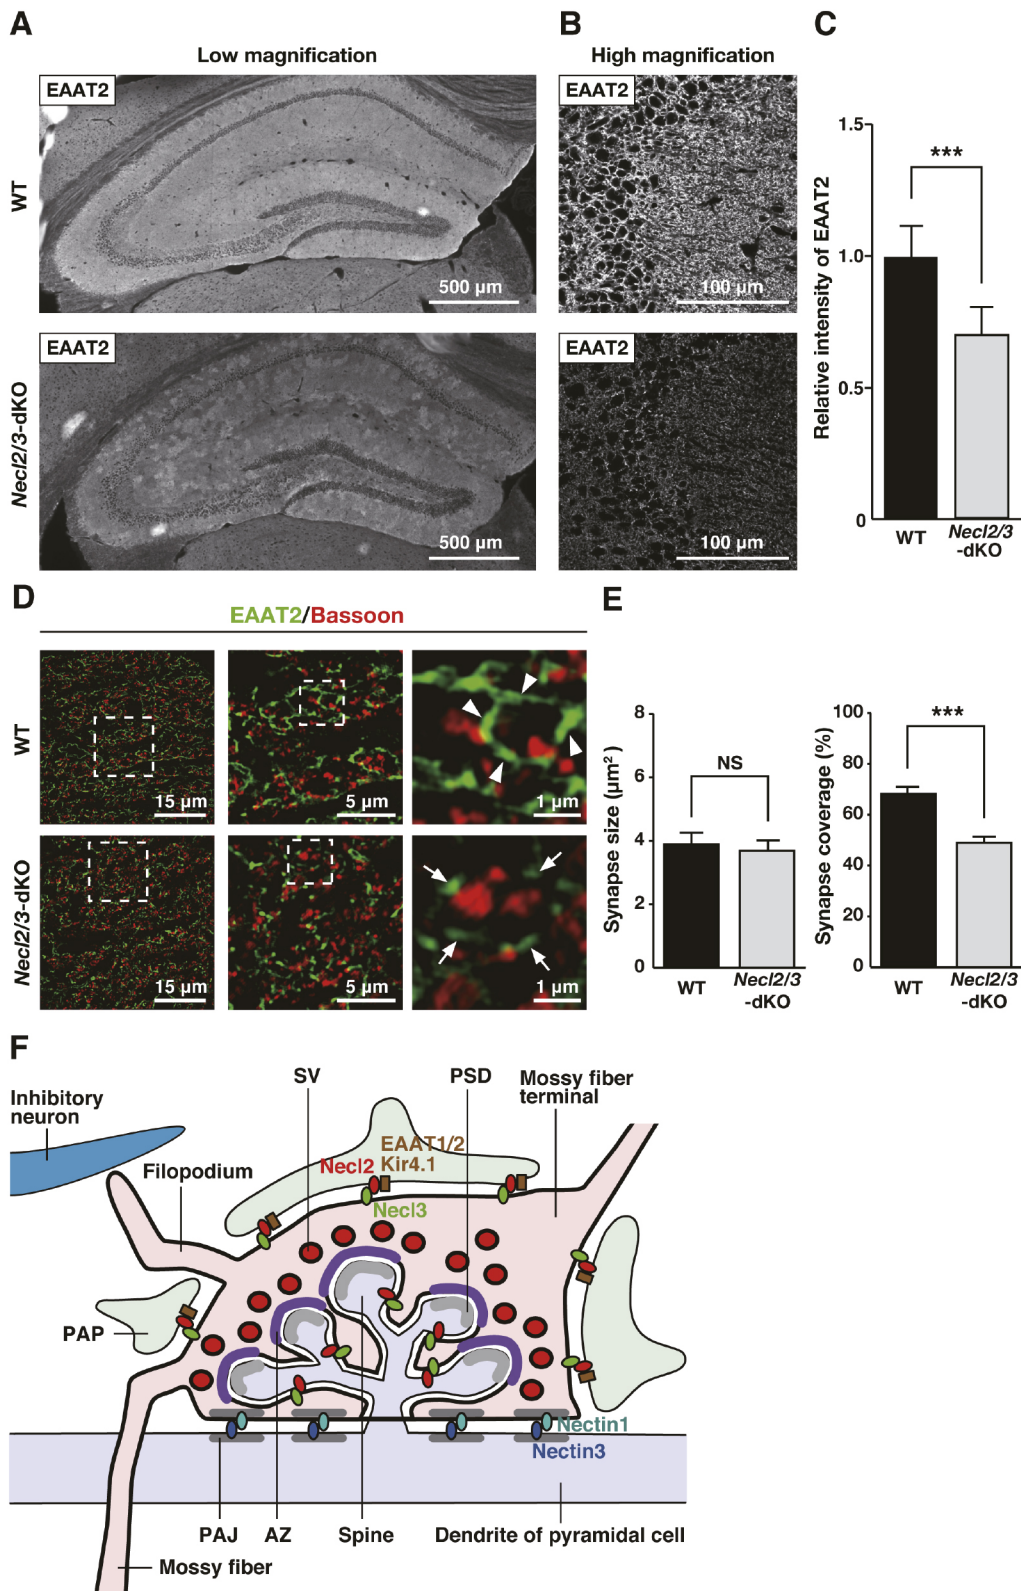 A
Low magnification
EAAT2
WT
500 µm
EAAT2
Necl2/3-dKO
500 µm
B
High magnification
EAAT2
100 µm
EAAT2
100 µm
C
Relative intensity of EAAT2
1.5
1.0
0.5
0
***
WT
Necl2/3
-dKO
D
EAAT2/Bassoon
WT
15 µm
5 µm
1 µm
Necl2/3-dKO
15 µm
5 µm
1 µm
E
Synapse size (µm²)
8
6
4
2
0
NS
WT
Necl2/3
-dKO
Synapse coverage (%)
100
80
60
40
20
0
***
WT
Necl2/3
-dKO
F
SV
PSD
Mossy fiber
terminal
Inhibitory
neuron
Filopodium
EAAT1/2
Necl2
Kir4.1
Necl3
PAP
Nectin1
Nectin3
PAJ
AZ
Spine
Dendrite of pyramidal cell
Mossy fiber